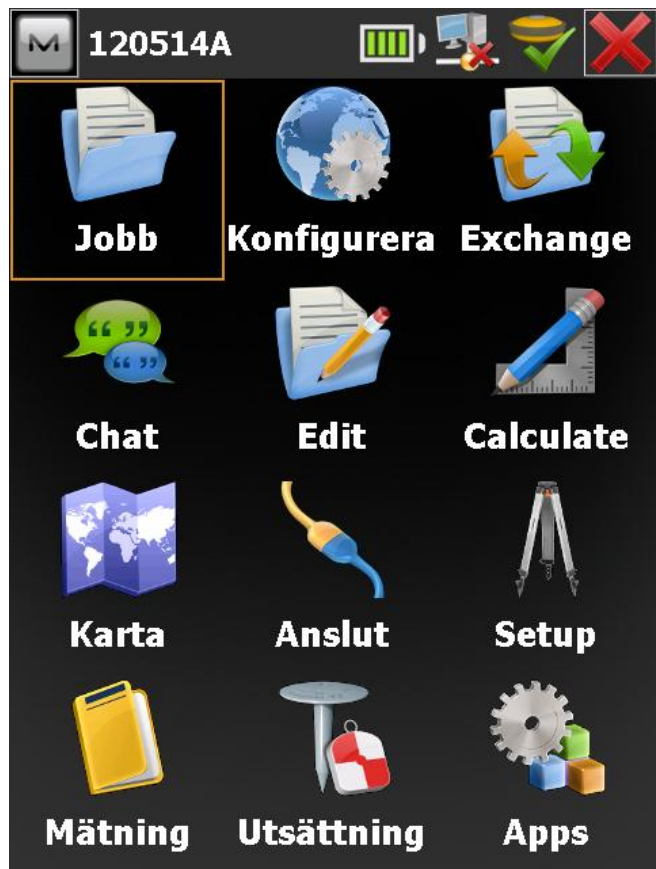 M 120514A
Jobb Konfigurera Exchange
“ ” “ ”
Chat Edit Calculate
Karta Anslut Setup
Mätning Utsättning Apps